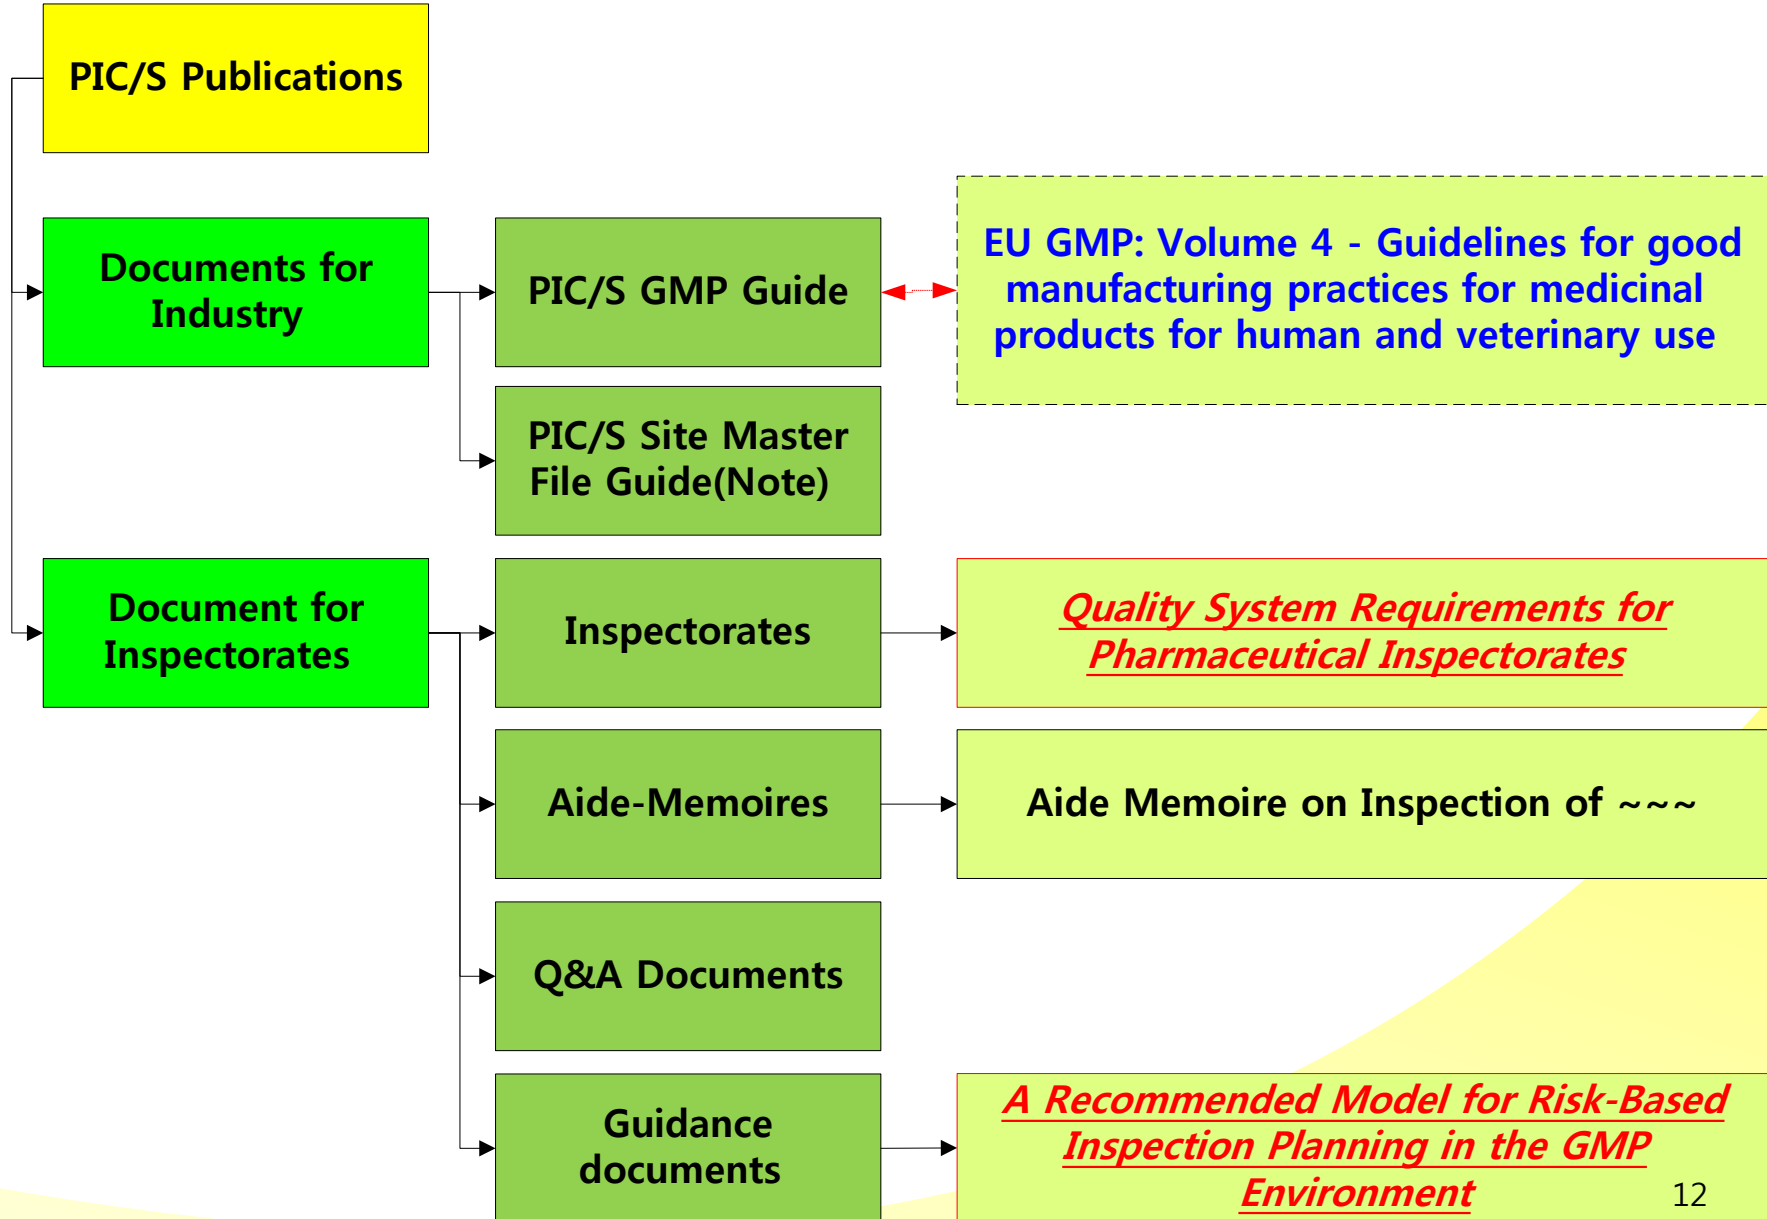 PIC/S Publications
Documents for
Industry
PIC/S GMP Guide
EU GMP: Volume 4 - Guidelines for good
manufacturing practices for medicinal
products for human and veterinary use
PIC/S Site Master
File Guide(Note)
Document for
Inspectorates
Inspectorates
Quality System Requirements for
Pharmaceutical Inspectorates
Aide-Memoires
Aide Memoire on Inspection of ~~~
Q&A Documents
Guidance
documents
A Recommended Model for Risk-Based
Inspection Planning in the GMP
Environment
12